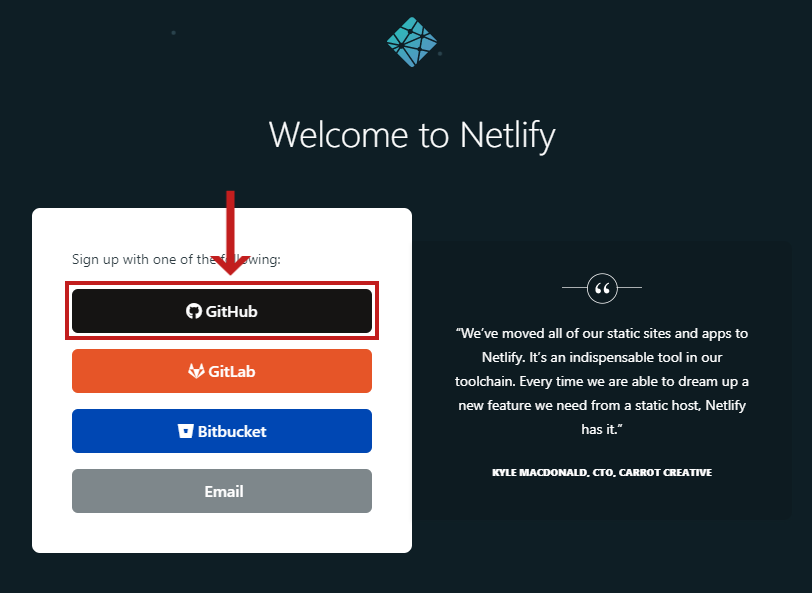 Welcome to Netlify
Sign up with one of the following:
GitHub
GitLab
Bitbucket
Email
“We’ve moved all of our static sites and apps to
Netlify. It’s an indispensable tool in our
toolchain. Every time we are able to dream up a
new feature we need from a static host, Netlify
has it.”
KYLE MACDONALD, CTO, CARROT CREATIVE